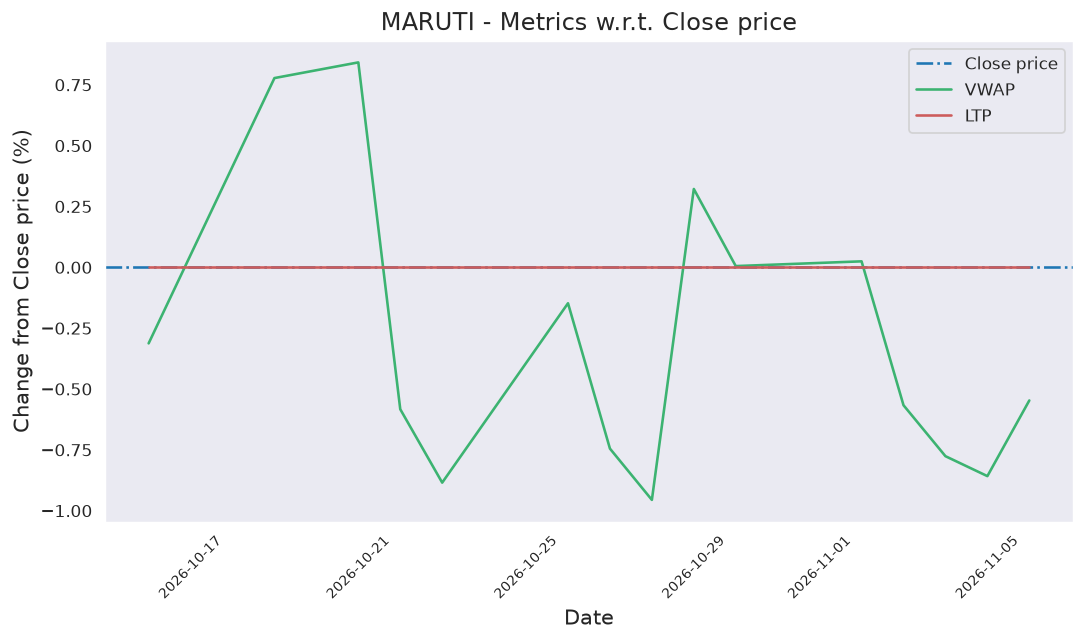 MARUTI - Metrics w.r.t. Close price
Close price
VWAP
LTP
Change from Close price (%)
0.75
0.50
0.25
0.00
−0.25
−0.50
−0.75
−1.00
2026-10-17
2026-10-21
2026-10-25
2026-10-29
2026-11-01
2026-11-05
Date